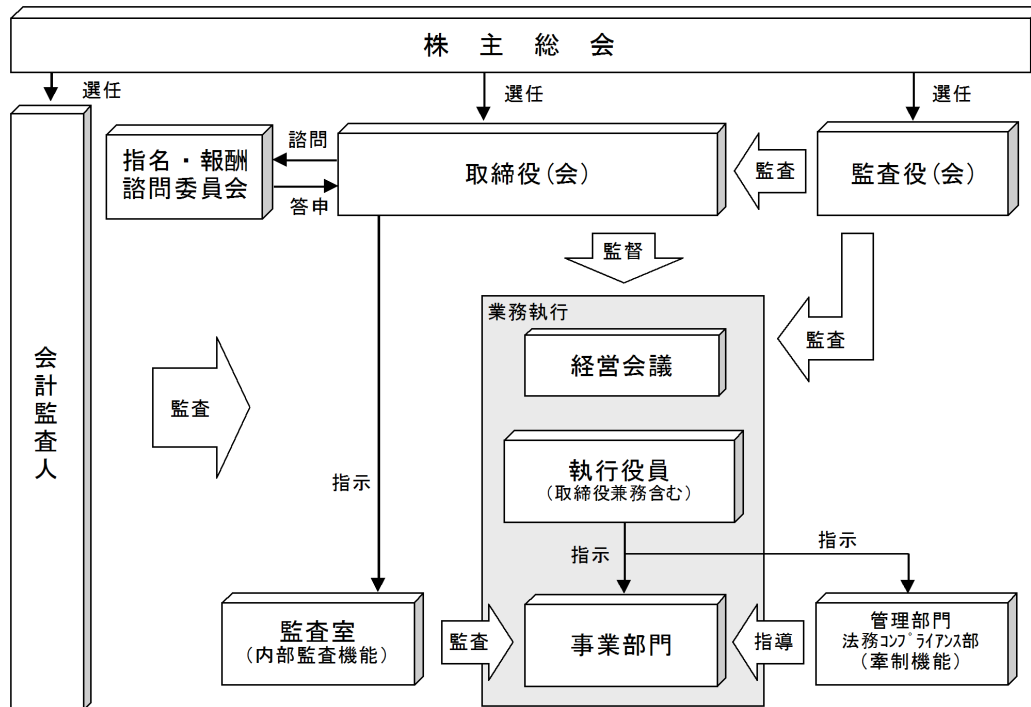 株主総会
選任
選任
選任
指名・報酬
諮問委員会
諮問
答申
取締役(会)
監査
監査役(会)
監督
業務執行
経営会議
監査
会計監査人
監査
執行役員
(取締役兼務含む)
指示
指示
指示
監査室
(内部監査機能)
監査
事業部門
指導
管理部門
法務ｺﾝﾌﾟﾗｲｱﾝｽ部
(牽制機能)